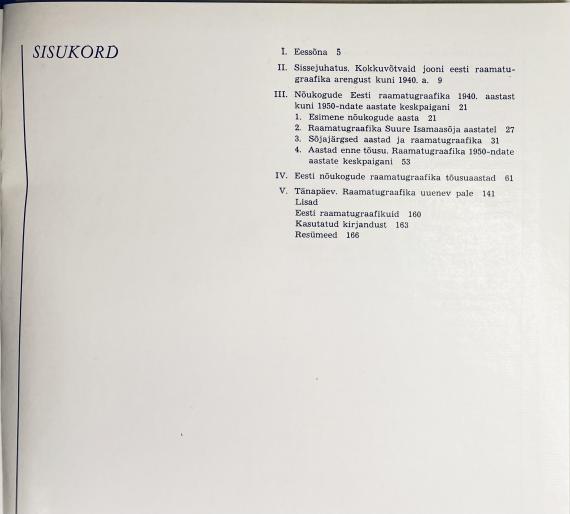 SISUKORD
I. Eessõna 5
II. Sissejuhatus. Kokkuvõtvaid jooni eesti raamatu-
graafika arengust kuni 1940. a. 9
III. Nõukogude Eesti raamatugraafika 1940. aastast
kuni 1950-ndate aastate keskpaigani 21
1. Esimene nõukogude aasta 21
2. Raamatugraafika Suure Isamaasõja aastatel 27
3. Sõjajärgsed aastad ja raamatugraafika 31
4. Aastad enne tõusu. Raamatugraafika 1950-ndate
aastate keskpaigani 53
IV. Eesti nõukogude raamatugraafika tõusuaastad 61
V. Tänapäev. Raamatugraafika uuenev pale 141
Lisad
Eesti raamatugraafikuid 160
Kasutatud kirjandust 163
Resümeed 166